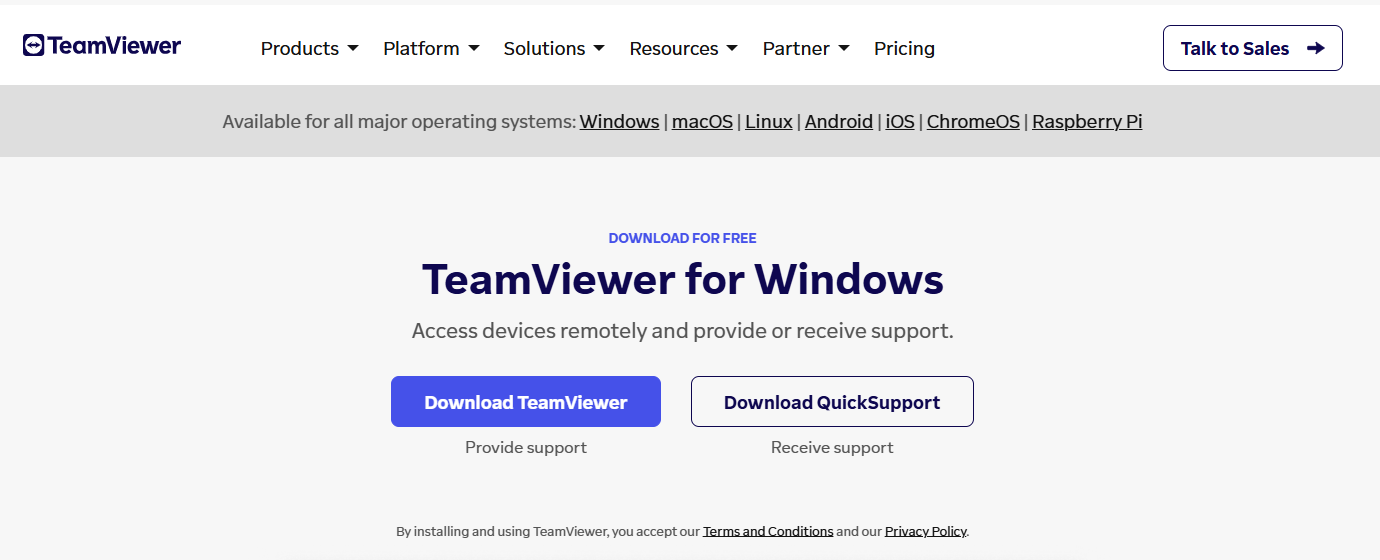 TeamViewer Products Platform Solutions Resources Partner Pricing Talk to Sales
Available for all major operating systems: Windows | macOS | Linux | Android | iOS | ChromeOS | Raspberry Pi
DOWNLOAD FOR FREE
TeamViewer for Windows
Access devices remotely and provide or receive support.
Download TeamViewer Download QuickSupport
Provide support Receive support
By installing and using TeamViewer, you accept our Terms and Conditions and our Privacy Policy.